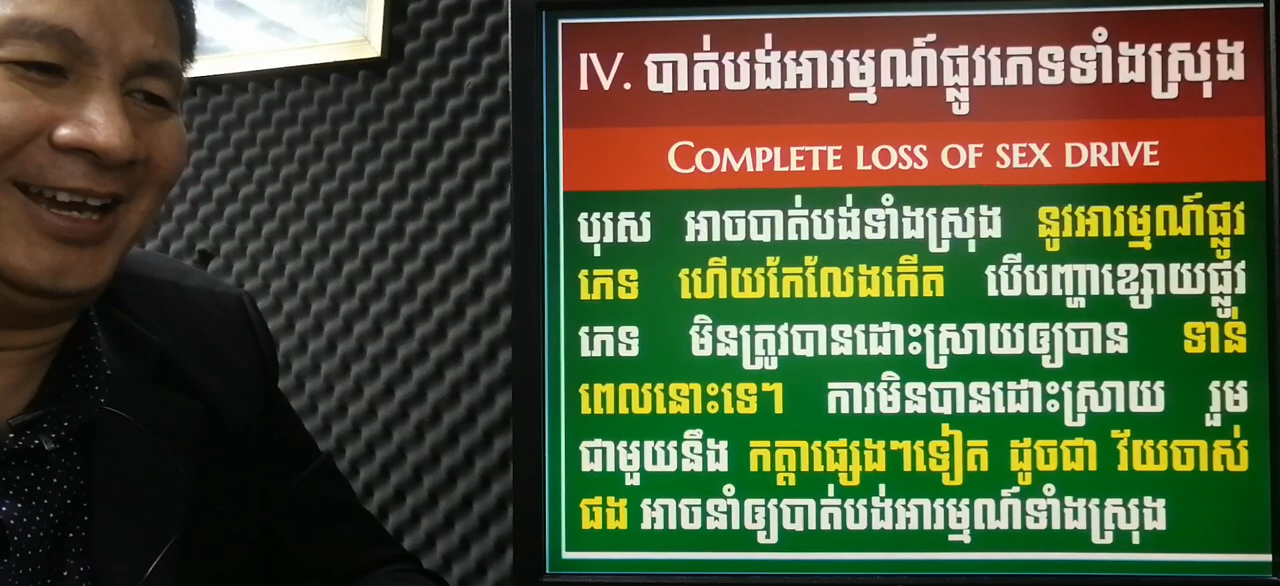 IV. បាត់បង់អារម្មណ៍ផ្លូវភេទទាំងស្រុង
COMPLETE LOSS OF SEX DRIVE
បុរស អាចបាត់បង់ទាំងស្រុង នូវអារម្មណ៍ផ្លូវ
ភេទ ហើយកែលែងកើត បើបញ្ហាខ្សោយផ្លូវ
ភេទ មិនត្រូវបានដោះស្រាយឲ្យបាន ទាន់
ពេលនោះទេ។ ការមិនបានដោះស្រាយ រួម
ជាមួយនឹង កត្តាផ្សេងៗទៀត ដូចជា វ័យចាស់
ផង អាចនាំឲ្យបាត់បង់អារម្មណ៍ទាំងស្រុង